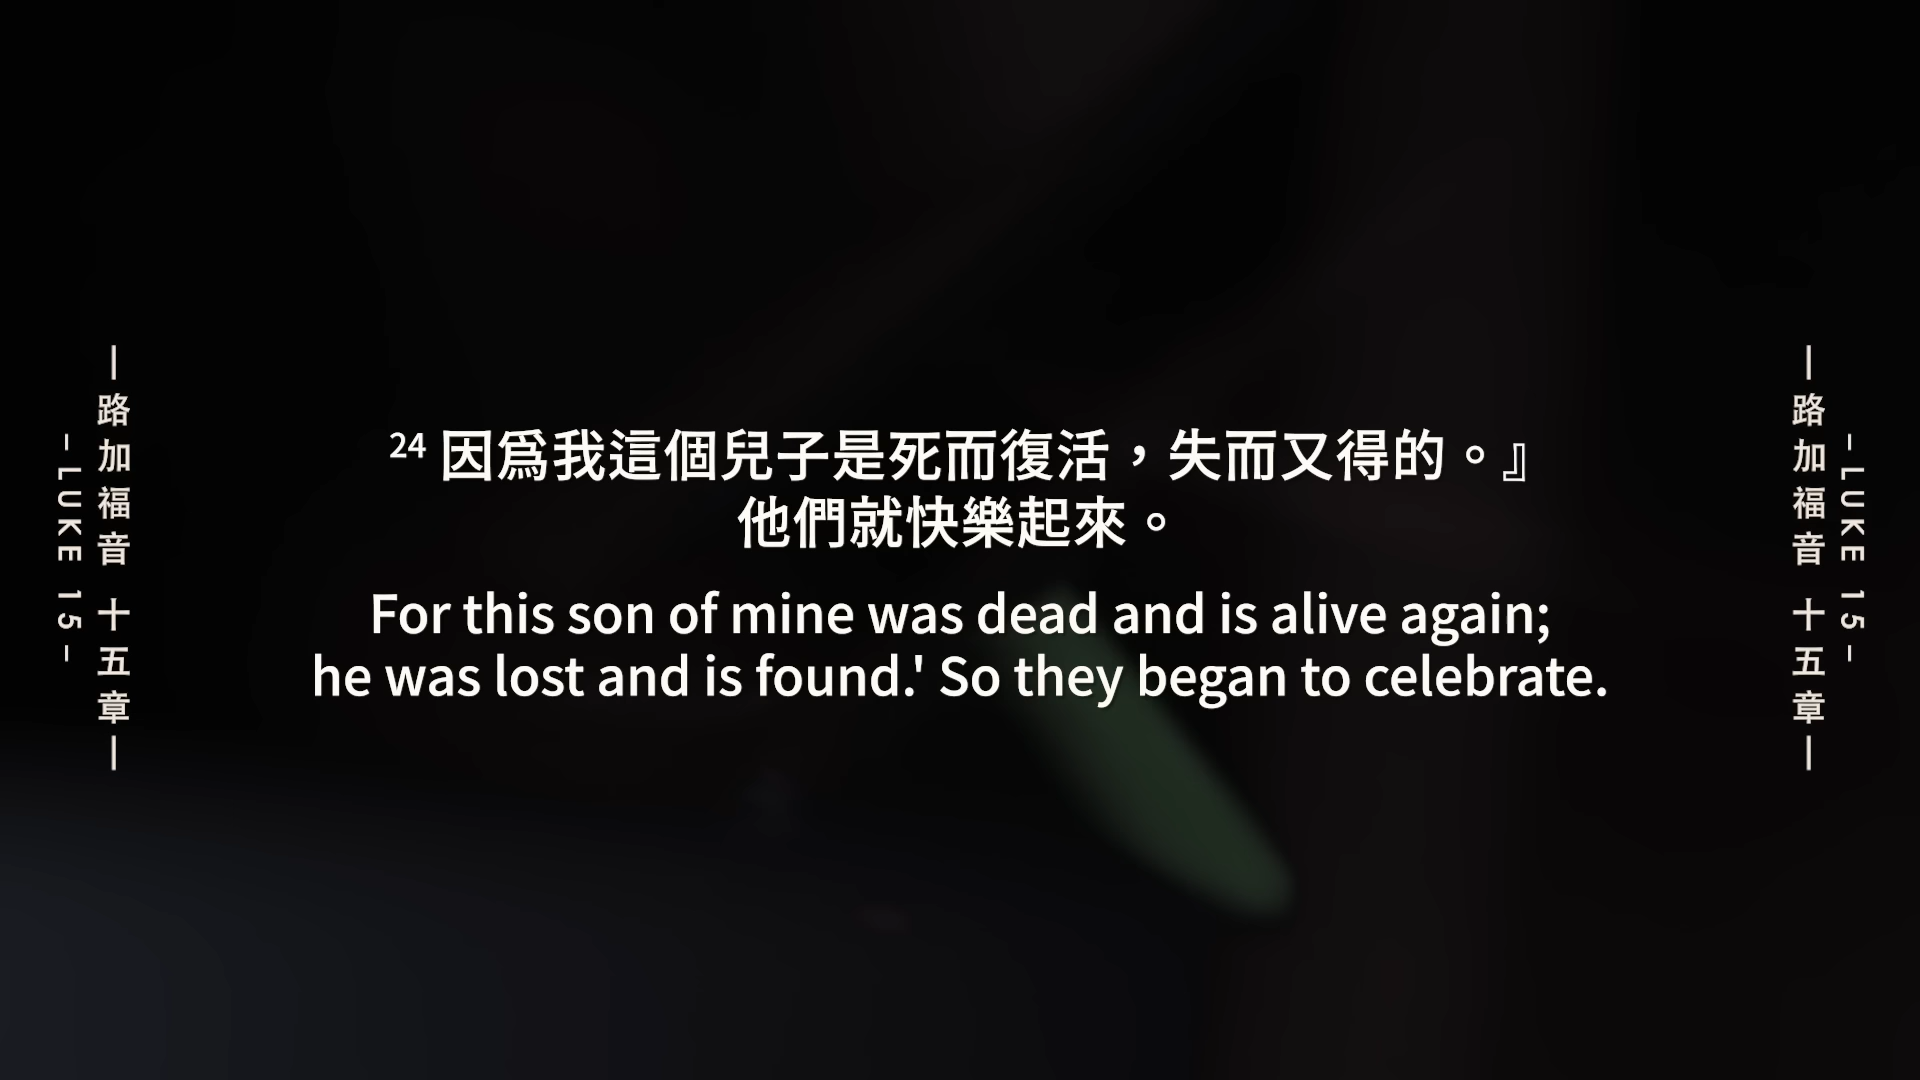 ²⁴ 因爲我這個兒子是死而復活，失而又得的。』
他們就快樂起來。
For this son of mine was dead and is alive again;
he was lost and is found.' So they began to celebrate.
—路加福音 十五章—
– LUKE 15 –
—路加福音 十五章—
– LUKE 15 –